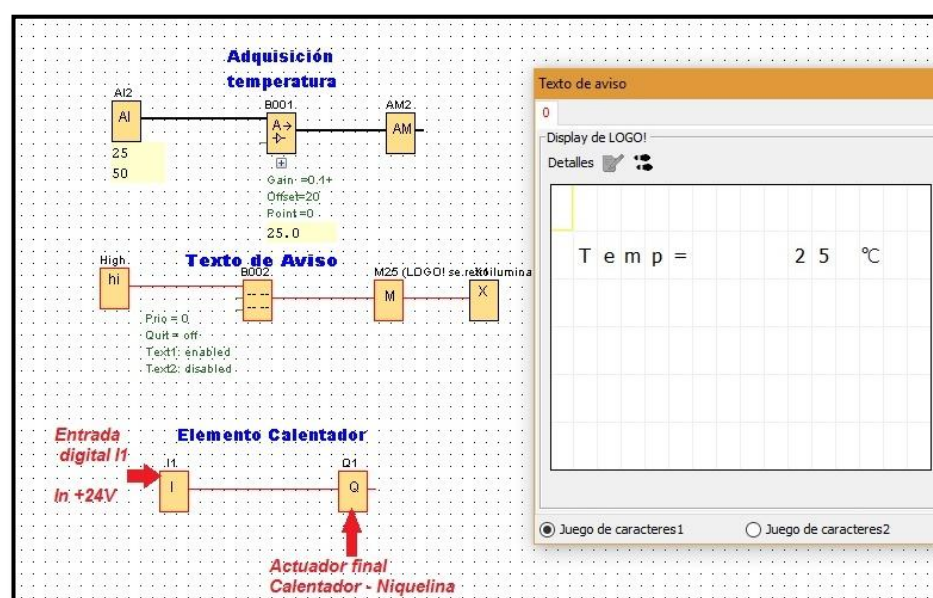 Adquisición
temperatura
AI2
B001
AM2
AI
A→
AM
25
50
Gain =0.1+
Offset=20
Point=0
25.0
Texto de Aviso
High
B002
M25 (LOGO! se.
hi
M
X
Prio = 0
Quit = off
Text1: enabled
Text2: disabled
Elemento Calentador
Entrada
digital I1
In +24V
I1
Q1
I
Q
Actuador final
Calentador - Niquelina
Texto de aviso
0
Display de LOGO!
Detalles
Temp= 25 °C
Juego de caracteres1
Juego de caracteres2